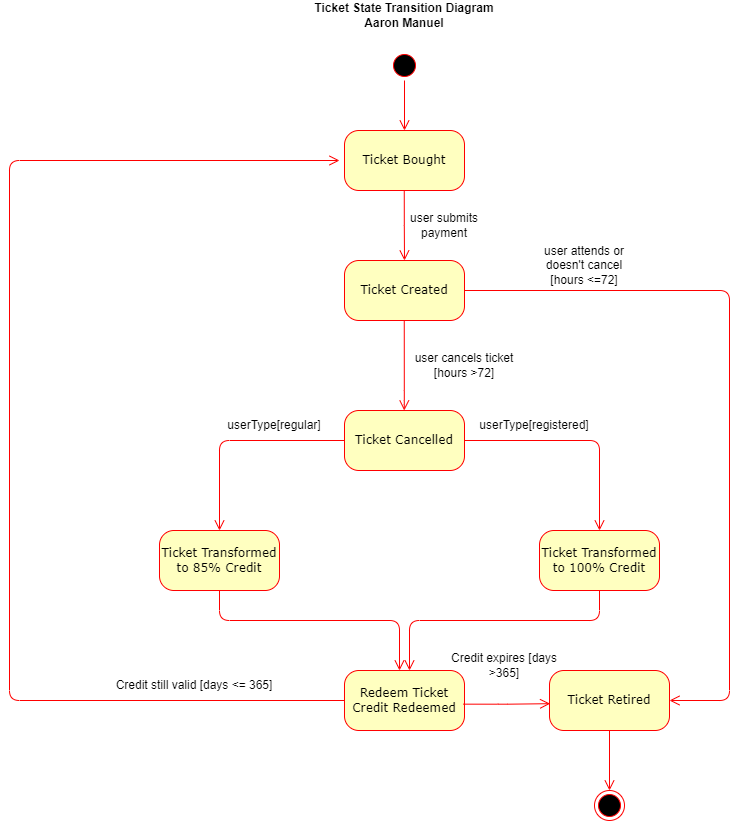 Ticket State Transition Diagram
Aaron Manuel
Ticket Bought
user submits
payment
user attends or
doesn't cancel
[hours <=72]
Ticket Created
user cancels ticket
[hours >72]
userType[regular]
userType[registered]
Ticket Cancelled
Ticket Transformed
to 85% Credit
Ticket Transformed
to 100% Credit
Credit still valid [days <= 365]
Credit expires [days
>365]
Redeem Ticket
Credit Redeemed
Ticket Retired